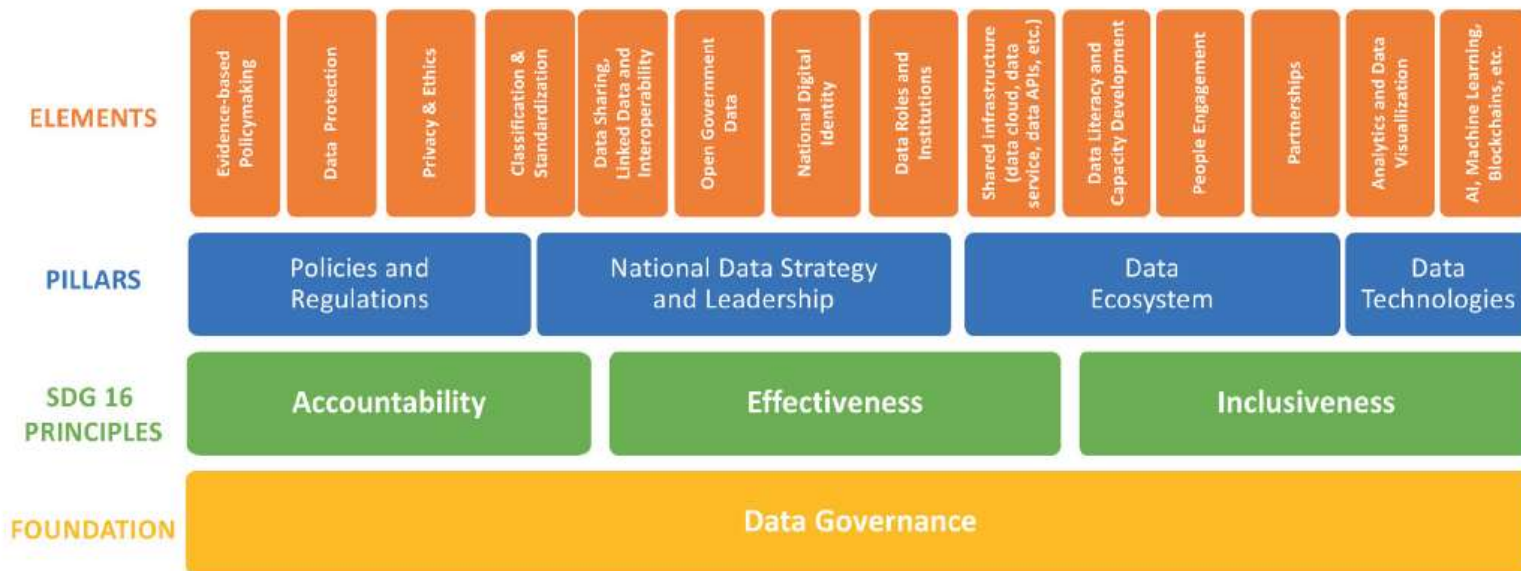 ELEMENTS
Evidence-based
Policymaking
Data Protection
Privacy & Ethics
Classification &
Standardization
Data Sharing,
Linked Data and
Interoperability
Open Government
Data
National Digital
Identity
Data Roles and
Institutions
Shared infrastructure
(data cloud, data
service, data APIs, etc.)
Data Literacy and
Capacity Development
People Engagement
Partnerships
Analytics and Data
Visuallization
AI, Machine Learning,
Blockchains, etc.
PILLARS
Policies and
Regulations
National Data Strategy
and Leadership
Data
Ecosystem
Data
Technologies
SDG 16
PRINCIPLES
Accountability
Effectiveness
Inclusiveness
FOUNDATION
Data Governance